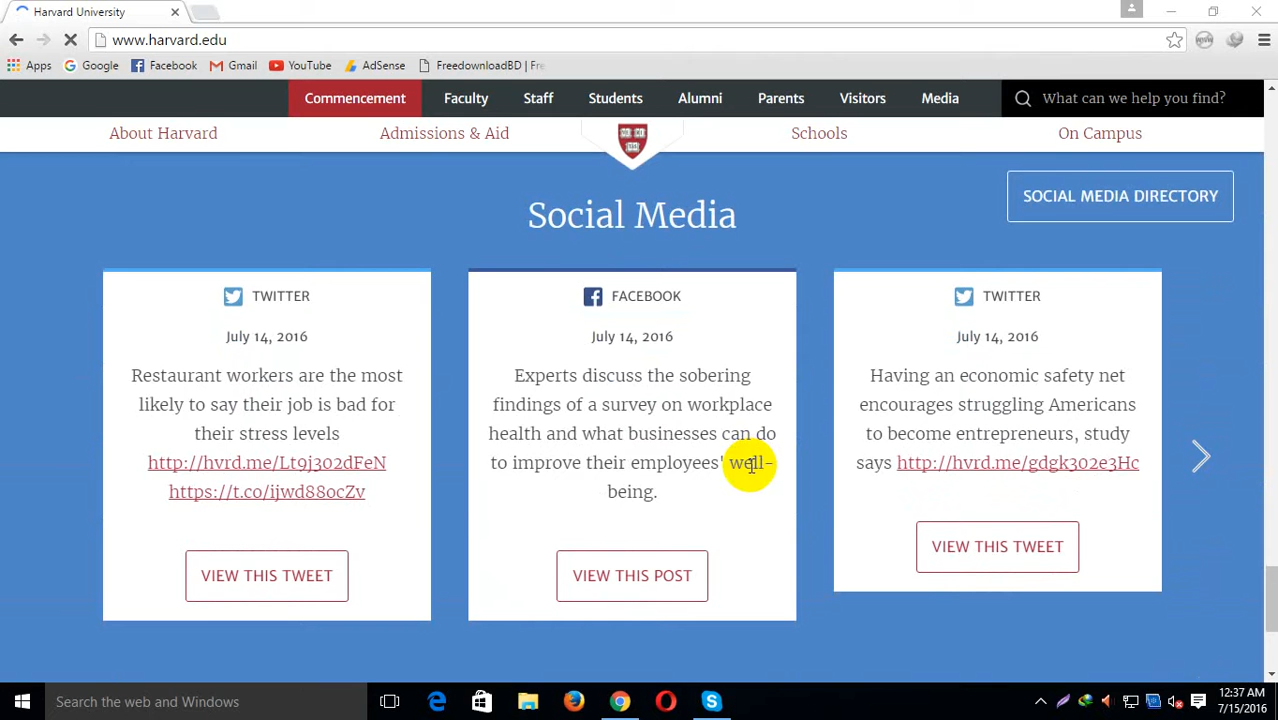 Harvard University
www.harvard.edu
Apps Google Facebook Gmail YouTube AdSense FreedownloadBD | Fre
Commencement Faculty Staff Students Alumni Parents Visitors Media What can we help you find?
About Harvard Admissions & Aid Schools On Campus
SOCIAL MEDIA DIRECTORY
Social Media
TWITTER
July 14, 2016
Restaurant workers are the most
likely to say their job is bad for
their stress levels
http://hvrd.me/Lt9j302dFeN
https://t.co/ijwd88ocZv
VIEW THIS TWEET
FACEBOOK
July 14, 2016
Experts discuss the sobering
findings of a survey on workplace
health and what businesses can do
to improve their employees' well-
being.
VIEW THIS POST
TWITTER
July 14, 2016
Having an economic safety net
encourages struggling Americans
to become entrepreneurs, study
says http://hvrd.me/gdgk302e3Hc
VIEW THIS TWEET
Search the web and Windows
12:37 AM
7/15/2016